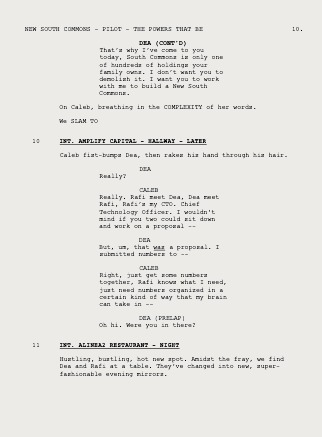 NEW SOUTH COMMONS - PILOT - THE POWERS THAT BE 10.
DEA (CONT'D)
That's why I've come to you
today, South Commons is only one
of hundreds of holdings your
family owns. I don't want you to
demolish it. I want you to work
with me to build a New South
Commons.
On Caleb, breathing in the COMPLEXITY of her words.
We SLAM TO
10 INT. AMPLIFY CAPITAL - HALLWAY - LATER
Caleb fist-bumps Dea, then rakes his hand through his hair.
DEA
Really?
CALEB
Really. Rafi meet Dea, Dea meet
Rafi, Rafi's my CTO. Chief
Technology Officer. I wouldn't
mind if you two could sit down
and work on a proposal --
DEA
But, um, that was a proposal. I
submitted numbers to --
CALEB
Right, just get some numbers
together, Rafi knows what I need,
just need numbers organized in a
certain kind of way that my brain
can take in --
DEA (PRELAP)
Oh hi. Were you in there?
11 INT. ALINEA2 RESTAURANT - NIGHT
Hustling, bustling, hot new spot. Amidst the fray, we find
Dea and Rafi at a table. They've changed into new, super-
fashionable evening mirrors.